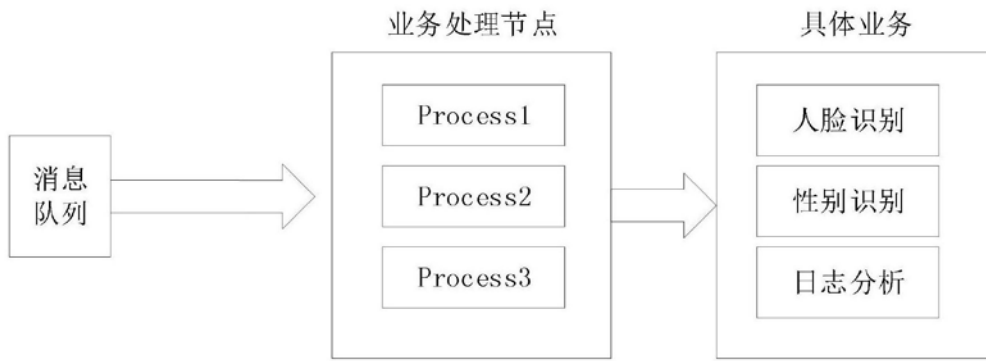 业务处理节点
具体业务
消息
队列
Process1
Process2
Process3
人脸识别
性别识别
日志分析